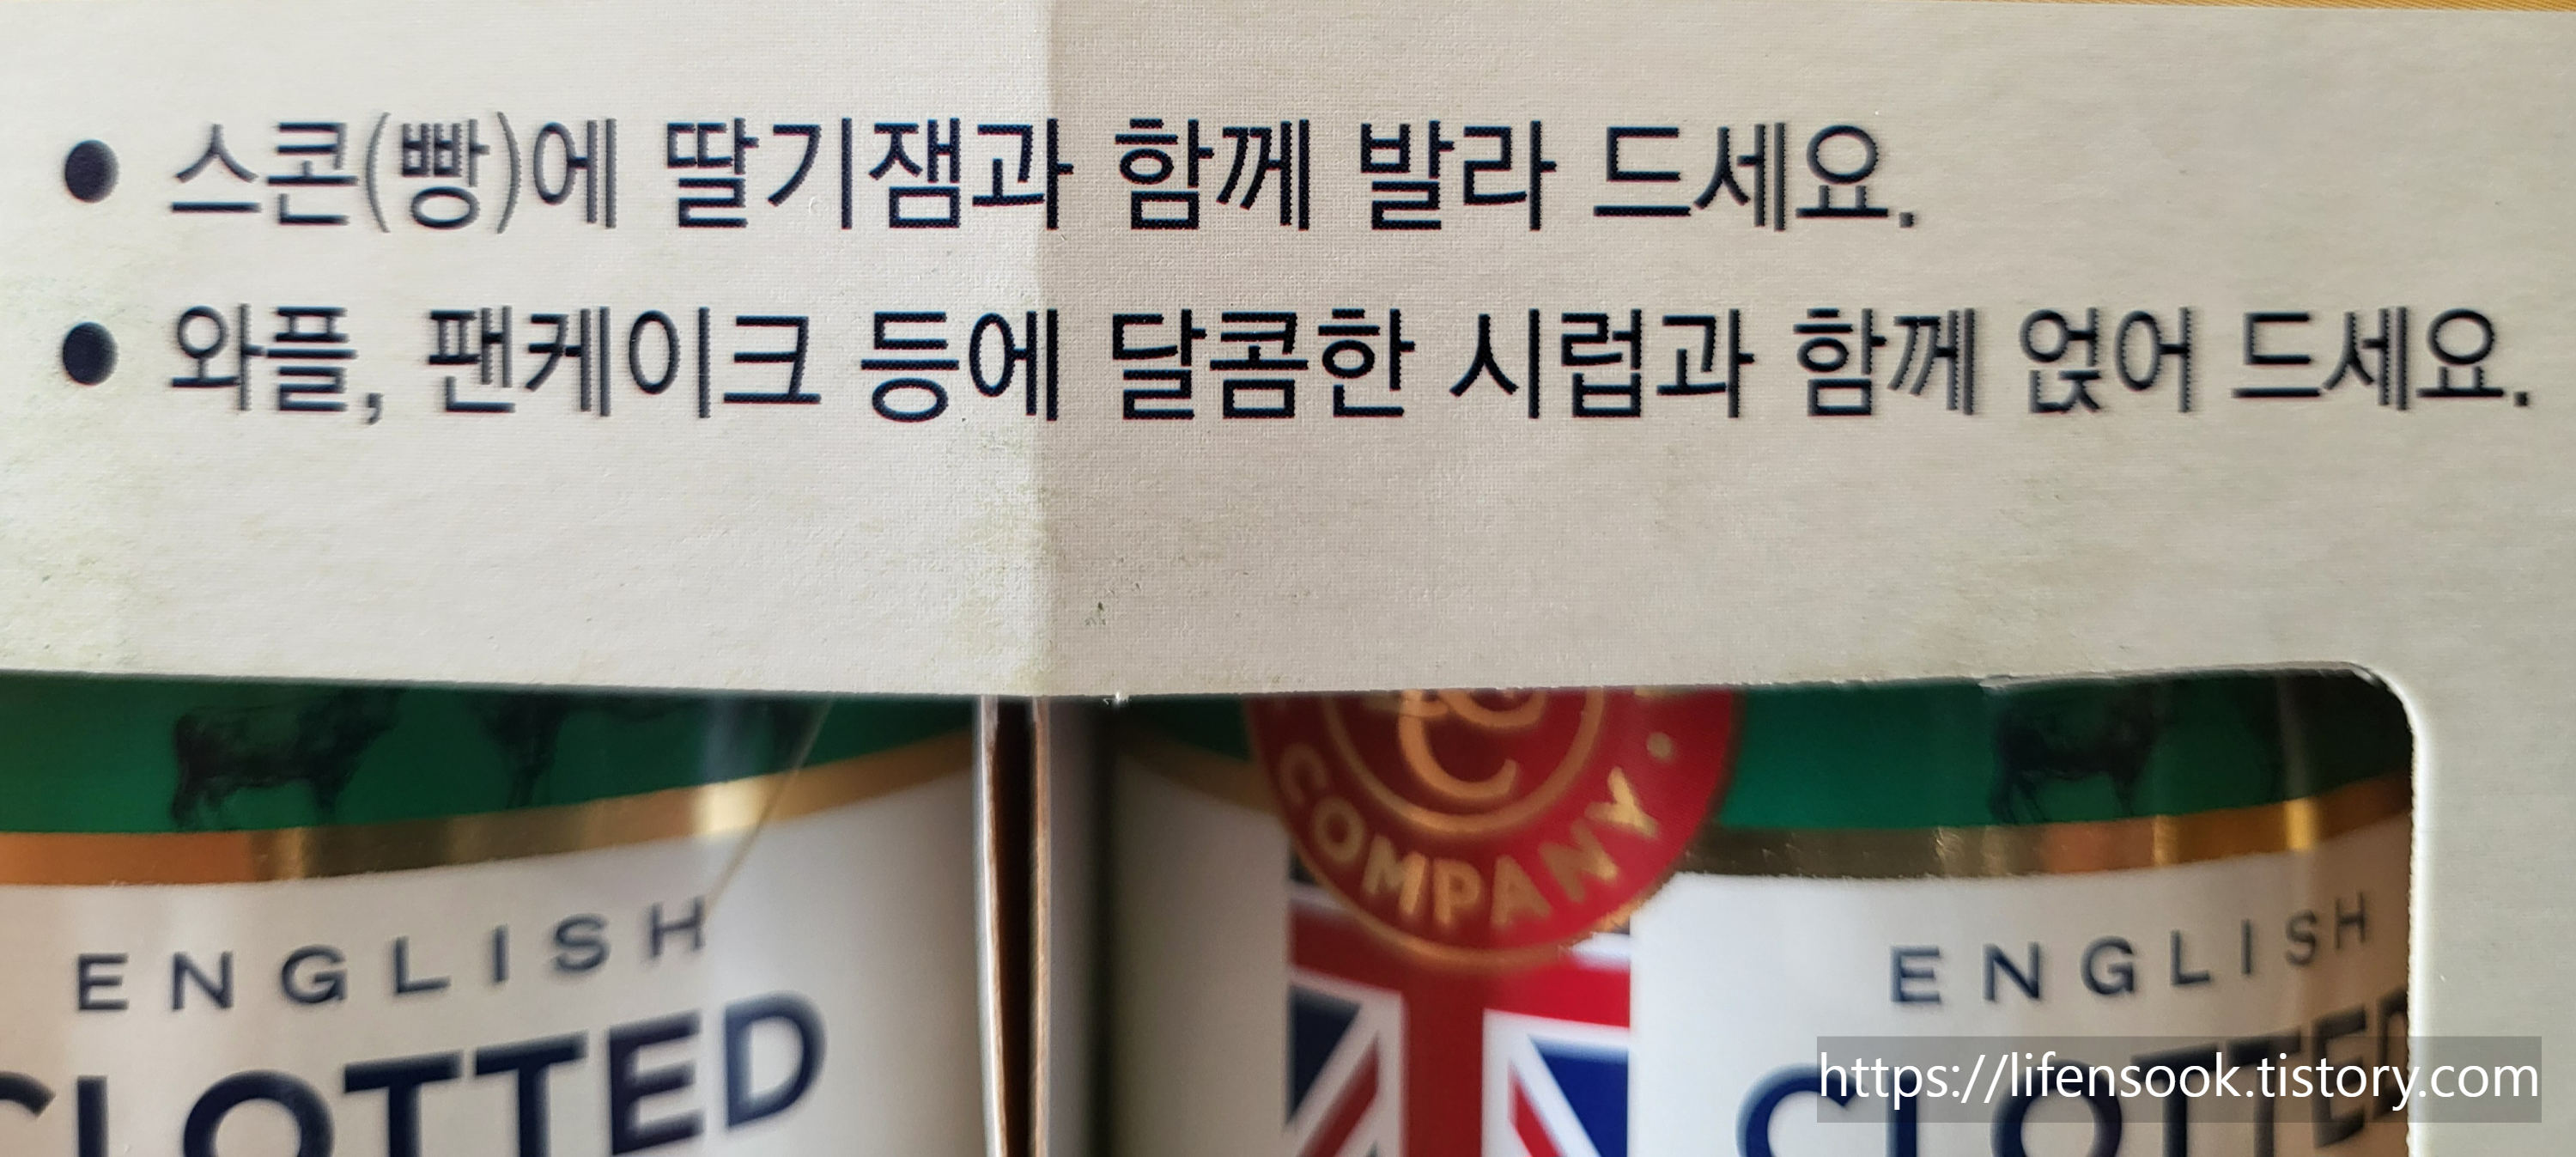 ● 스콘(빵)에 딸기잼과 함께 발라 드세요.
● 와플, 팬케이크 등에 달콤한 시럽과 함께 얹어 드세요.
COMPANY
ENGLISH
CLOTTED
ENGLISH
CLOTTED
https://lifensook.tistory.com